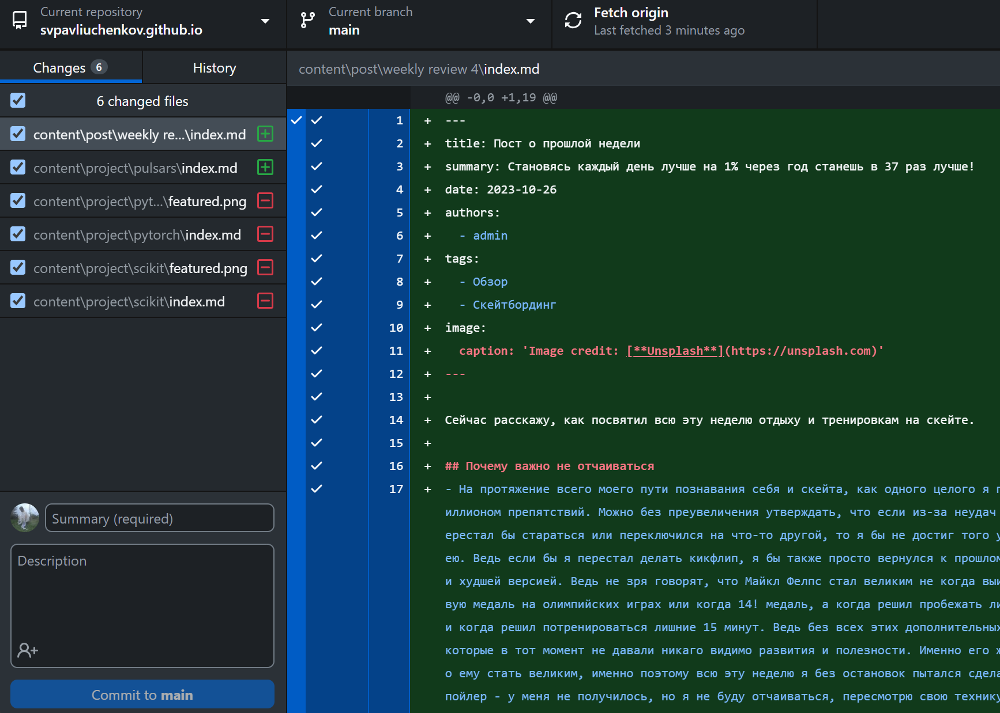 Current repository
svpavliuchenkov.github.io
Current branch
main
Fetch origin
Last fetched 3 minutes ago
Changes 6
History
6 changed files
content\post\weekly re...\index.md
content\project\pulsars\index.md
content\project\pyt...\featured.png
content\project\pytorch\index.md
content\project\scikit\featured.png
content\project\scikit\index.md
Summary (required)
Description
Commit to main
content\post\weekly review 4\index.md
@@ -0,0 +1,19 @@
1 + ---
2 + title: Пост о прошлой недели
3 + summary: Становясь каждый день лучше на 1% через год станешь в 37 раз лучше!
4 + date: 2023-10-26
5 + authors:
6 + - admin
7 + tags:
8 + - Обзор
9 + - Скейтбординг
10 + image:
11 + caption: 'Image credit: [**Unsplash**](https://unsplash.com)'
12 + ---
13 +
14 + Сейчас расскажу, как посвятил всю эту неделю отдыху и тренировкам на скейте.
15 +
16 + ## Почему важно не отчаиваться
17 + - На протяжение всего моего пути познавания себя и скейта, как одного целого я
иллионом препятствий. Можно без преувеличения утверждать, что если из-за неудач
ерестал бы стараться или переключился на что-то другой, то я бы не достиг того
ею. Ведь если бы я перестал делать кикфлип, я бы также просто вернулся к прошлом
и худшей версией. Ведь не зря говорят, что Майкл Фелпс стал великим не когда
вую медаль на олимпийских играх или когда 14! медаль, а когда решил пробежать
и когда решил потренироваться лишние 15 минут. Ведь без всех этих дополнительных
которые в тот момент не давали никаго видимо развития и полезности. Именно его
о ему стать великим, именно поэтому всю эту неделю я без остановок пытался сдела
пойлер - у меня не получилось, но я не буду отчаиваться, пересмотрю свою технику